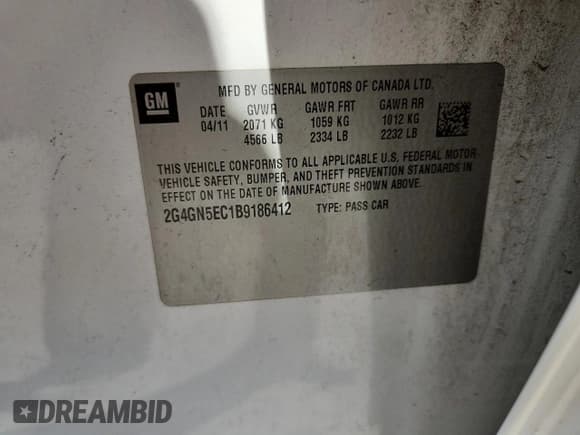 GM
MFD BY GENERAL MOTORS OF CANADA LTD.
DATE GVWR GAWR FRT GAWR RR
04/11 2071 KG 1059 KG 1012 KG
4566 LB 2334 LB 2232 LB
THIS VEHICLE CONFORMS TO ALL APPLICABLE U.S. FEDERAL MOTOR
VEHICLE SAFETY, BUMPER, AND THEFT PREVENTION STANDARDS IN
EFFECT ON THE DATE OF MANUFACTURE SHOWN ABOVE.
2G4GN5EC1B9186412 TYPE: PASS CAR
DREAMBID